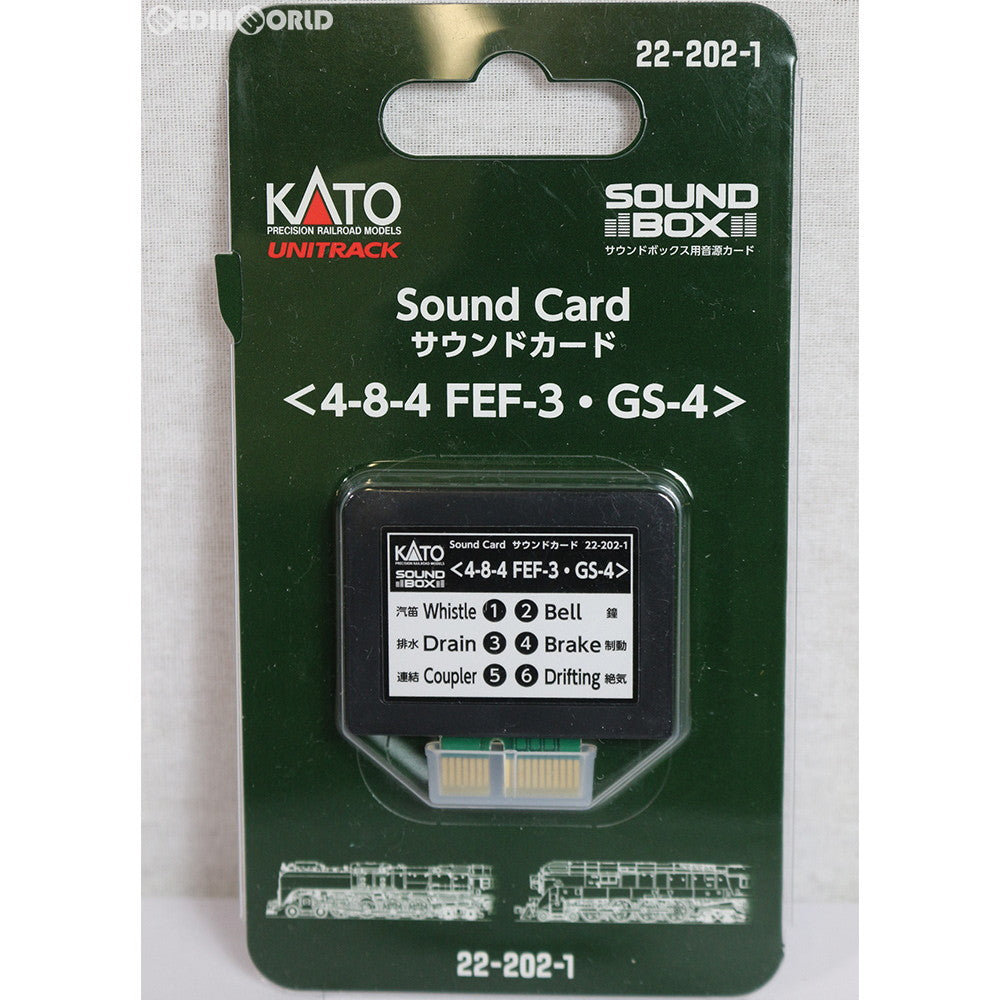 MEDIAWORLD
22-202-1
KATO
PRECISION RAILROAD MODELS
UNITRACK
SOUND
BOX
サウンドボックス用音源カード
Sound Card
サウンドカード
<4-8-4 FEF-3・GS-4>
KATO
PRECISION RAILROAD MODELS
SOUND
BOX
Sound Card サウンドカード 22-202-1
<4-8-4 FEF-3・GS-4>
汽笛 Whistle 1 2 Bell 鐘
排水 Drain 3 4 Brake 制動
連結 Coupler 5 6 Drifting 絶気
22-202-1